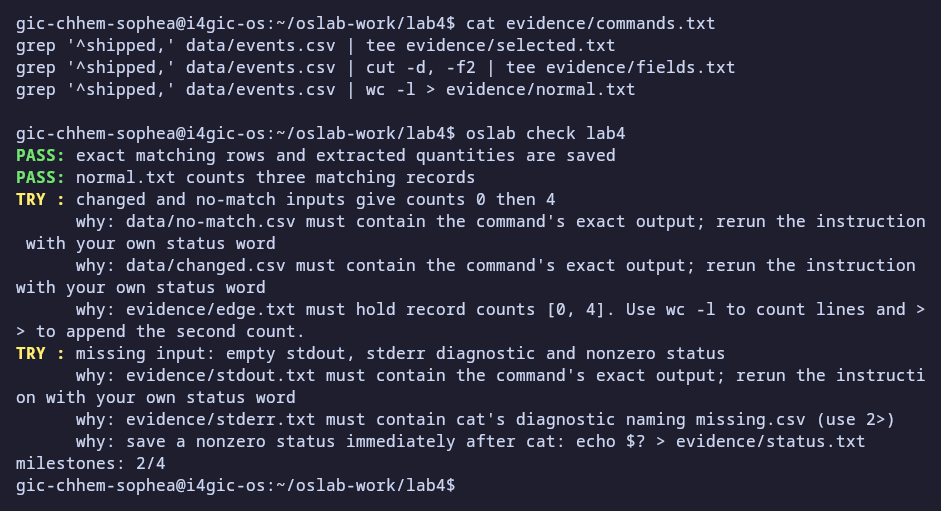 gic-chhem-sophea@i4gic-os:~/oslab-work/lab4$ cat evidence/commands.txt
grep '^shipped,' data/events.csv | tee evidence/selected.txt
grep '^shipped,' data/events.csv | cut -d, -f2 | tee evidence/fields.txt
grep '^shipped,' data/events.csv | wc -l > evidence/normal.txt

gic-chhem-sophea@i4gic-os:~/oslab-work/lab4$ oslab check lab4
PASS: exact matching rows and extracted quantities are saved
PASS: normal.txt counts three matching records
TRY : changed and no-match inputs give counts 0 then 4
      why: data/no-match.csv must contain the command's exact output; rerun the instruction
 with your own status word
      why: data/changed.csv must contain the command's exact output; rerun the instruction
with your own status word
      why: evidence/edge.txt must hold record counts [0, 4]. Use wc -l to count lines and >
> to append the second count.
TRY : missing input: empty stdout, stderr diagnostic and nonzero status
      why: evidence/stdout.txt must contain the command's exact output; rerun the instructi
on with your own status word
      why: evidence/stderr.txt must contain cat's diagnostic naming missing.csv (use 2>)
      why: save a nonzero status immediately after cat: echo $? > evidence/status.txt
milestones: 2/4
gic-chhem-sophea@i4gic-os:~/oslab-work/lab4$